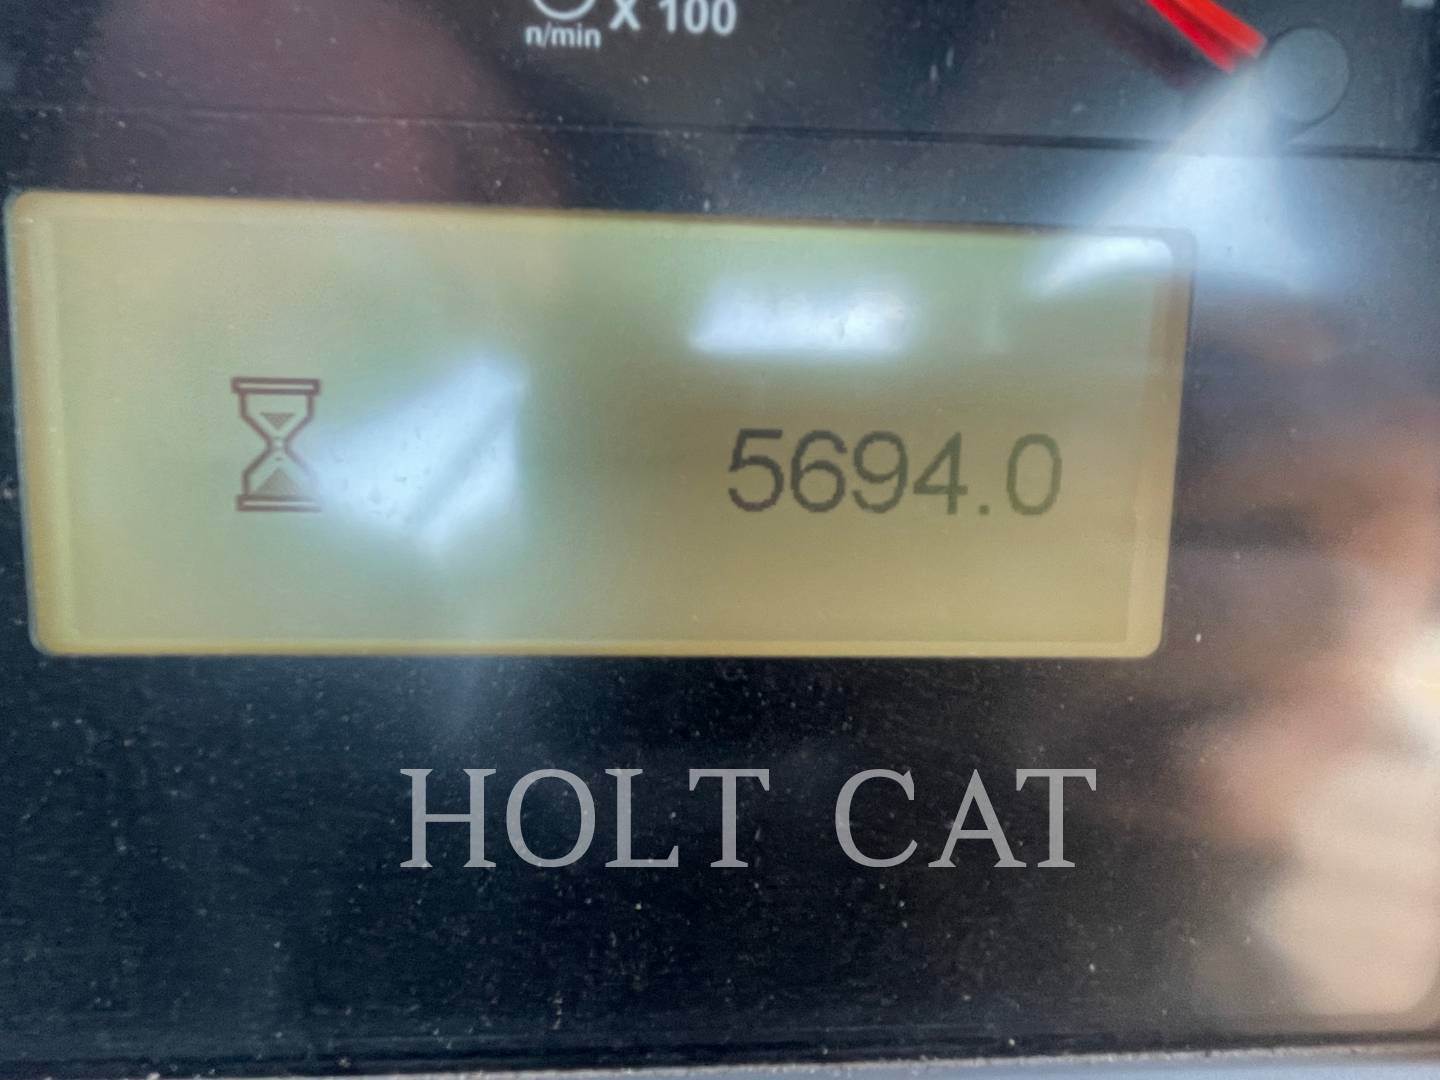 X 100
n/min
5694.0
HOLT CAT